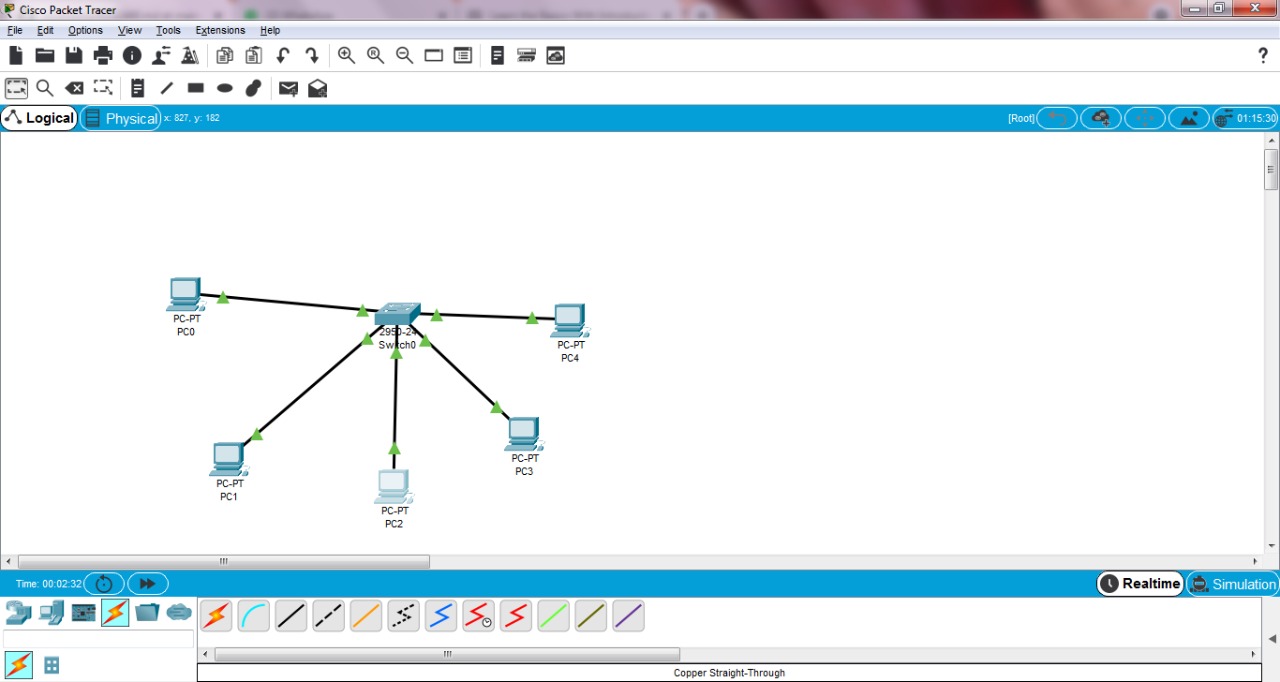 Cisco Packet Tracer
File Edit Options View Tools Extensions Help
Logical Physical x: 827, y: 182 [Root] 01:15:30
PC-PT
PC0
2950-24
Switch0
PC-PT
PC4
PC-PT
PC3
PC-PT
PC1
PC-PT
PC2
Time: 00:02:32 Realtime Simulation
Copper Straight-Through